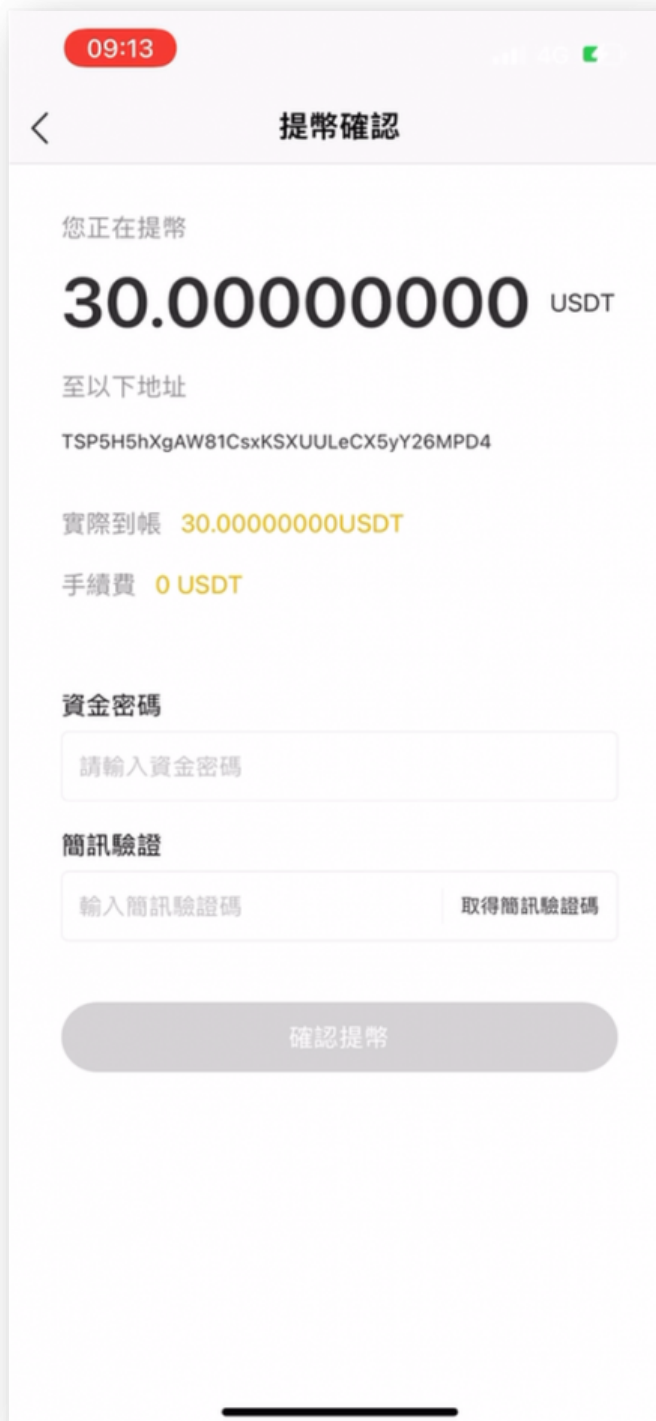 09:13
4G
提幣確認
您正在提幣
30.00000000 USDT
至以下地址
TSP5H5hXgAW81CsxKSXUULeCX5yY26MPD4
實際到帳 30.00000000USDT
手續費 0 USDT
資金密碼
請輸入資金密碼
簡訊驗證
輸入簡訊驗證碼 取得簡訊驗證碼
確認提幣